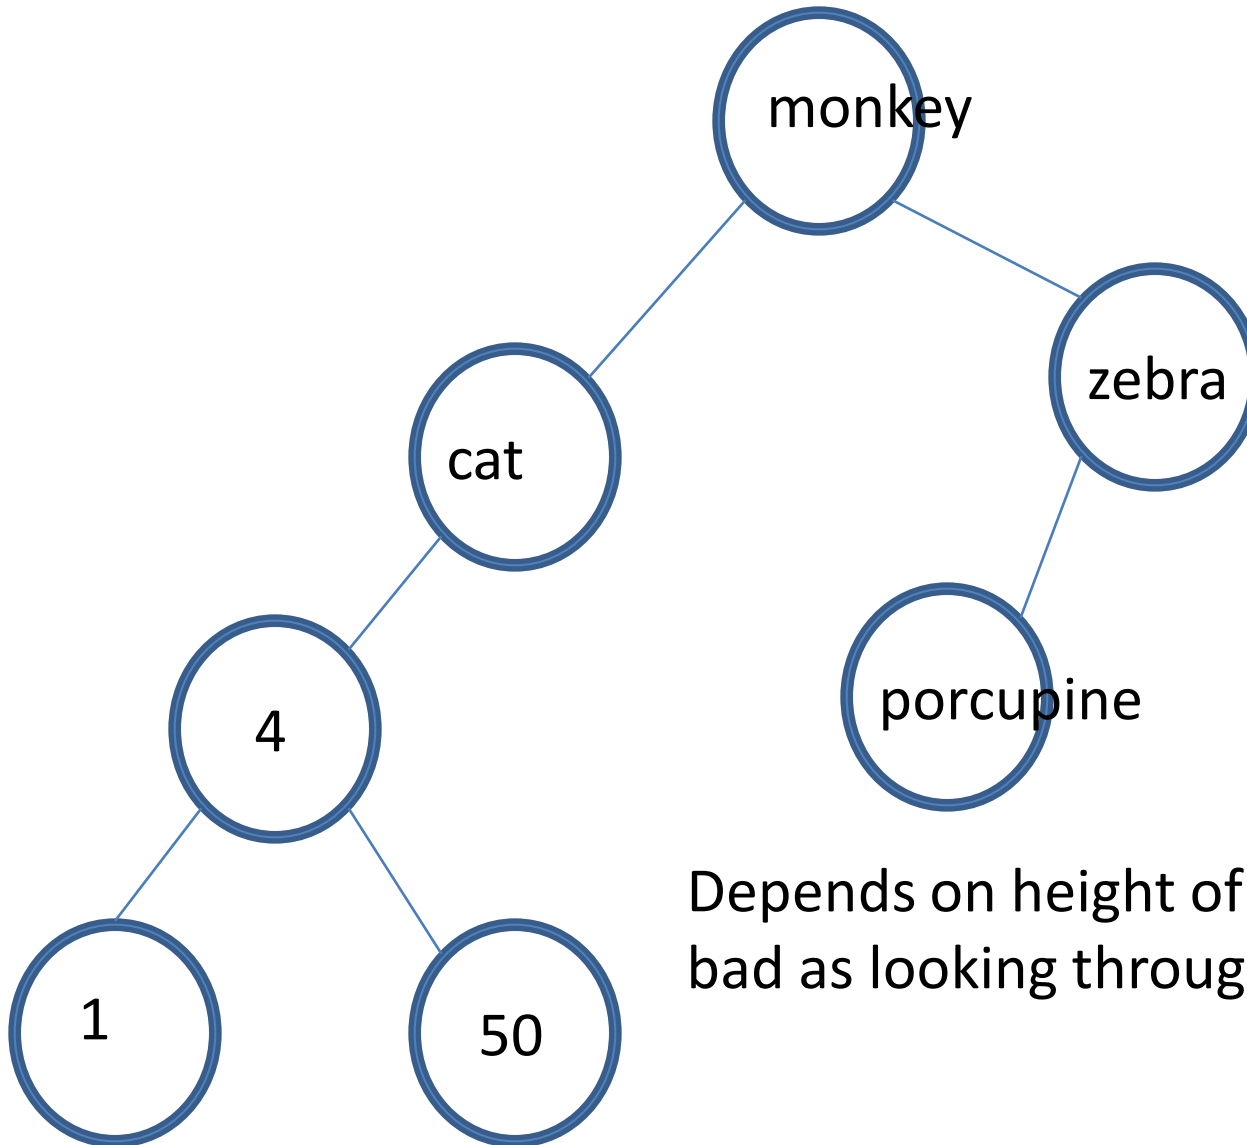 monkey
zebra
cat
4
porcupine
Depends on height of
bad as looking throug
1
50